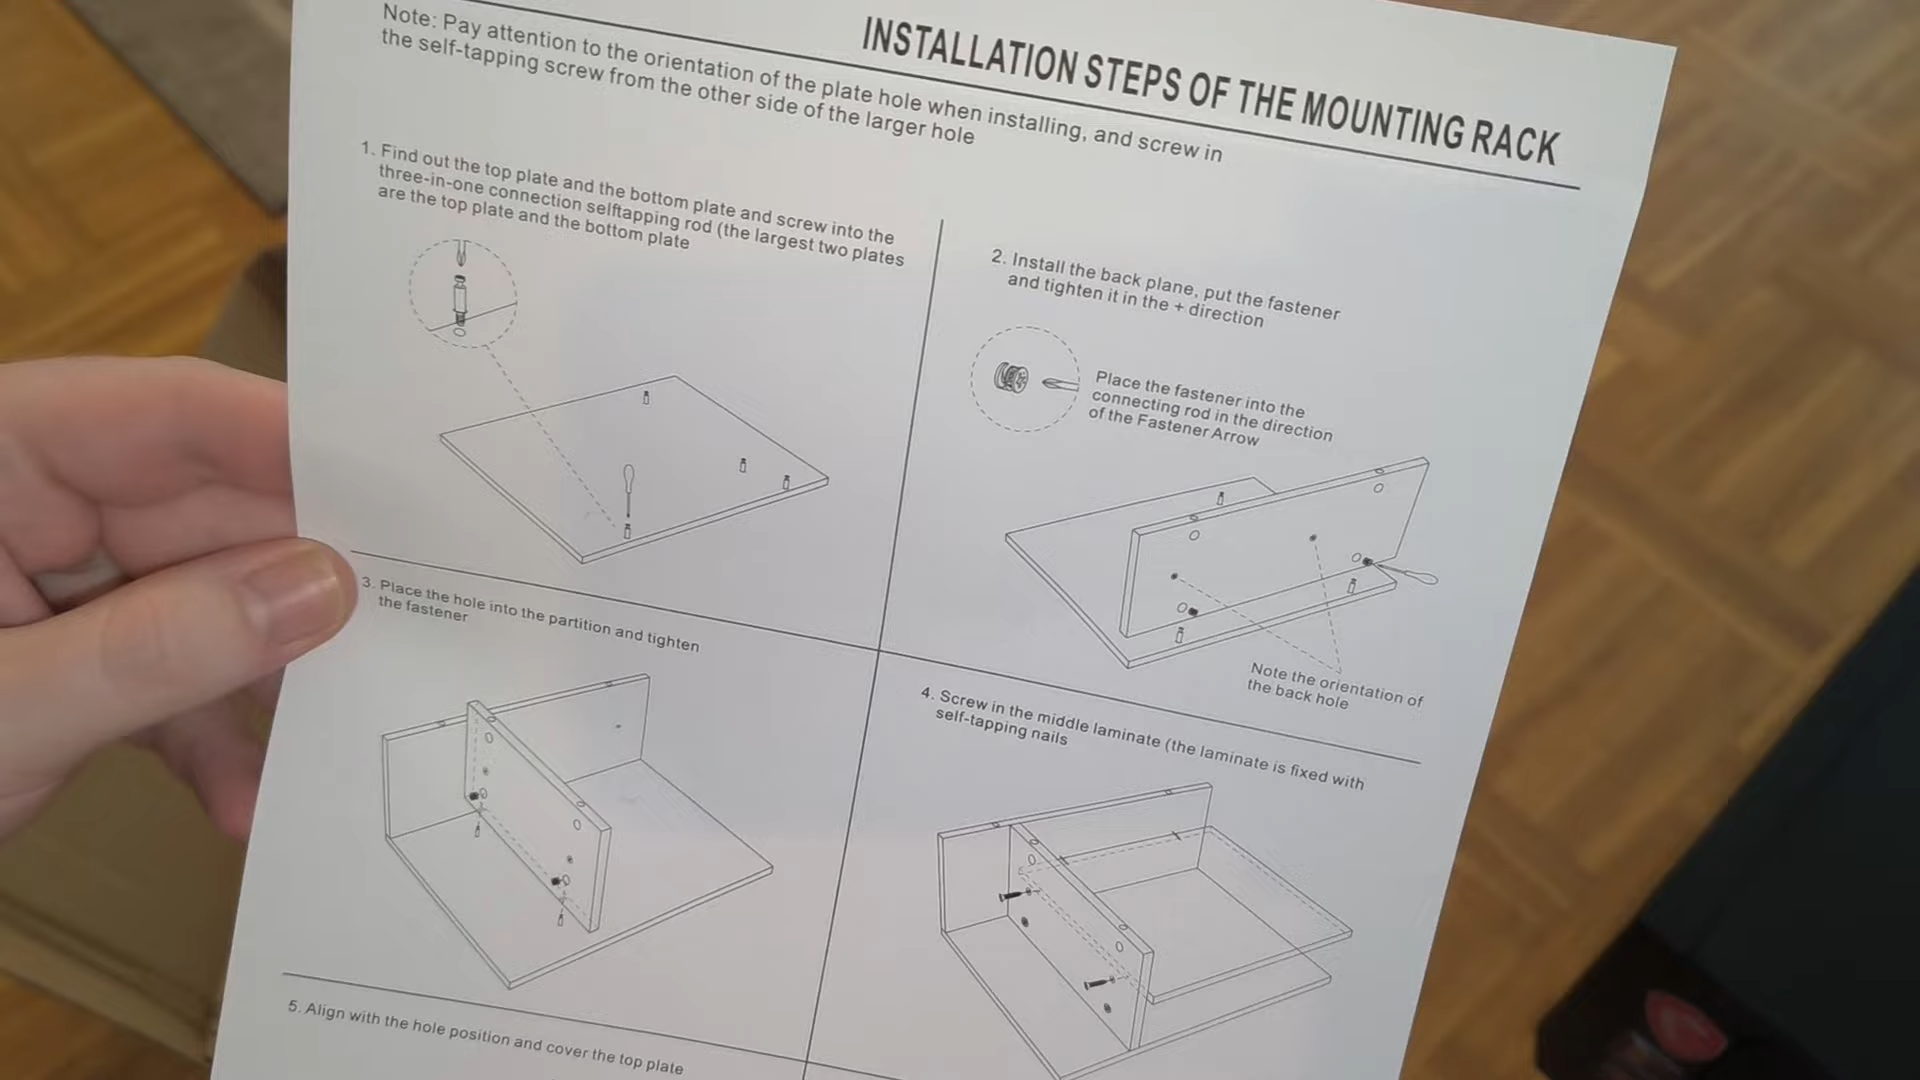 INSTALLATION STEPS OF THE MOUNTING RACK
Note: Pay attention to the orientation of the plate hole when installing, and screw in
the self-tapping screw from the other side of the larger hole
1. Find out the top plate and the bottom plate and screw into the
three-in-one connection selftapping rod (the largest two plates
are the top plate and the bottom plate
2. Install the back plane, put the fastener
and tighten it in the + direction
Place the fastener into the
connecting rod in the direction
of the Fastener Arrow
Note the orientation of
the back hole
3. Place the hole into the partition and tighten
the fastener
4. Screw in the middle laminate (the laminate is fixed with
self-tapping nails
5. Align with the hole position and cover the top plate